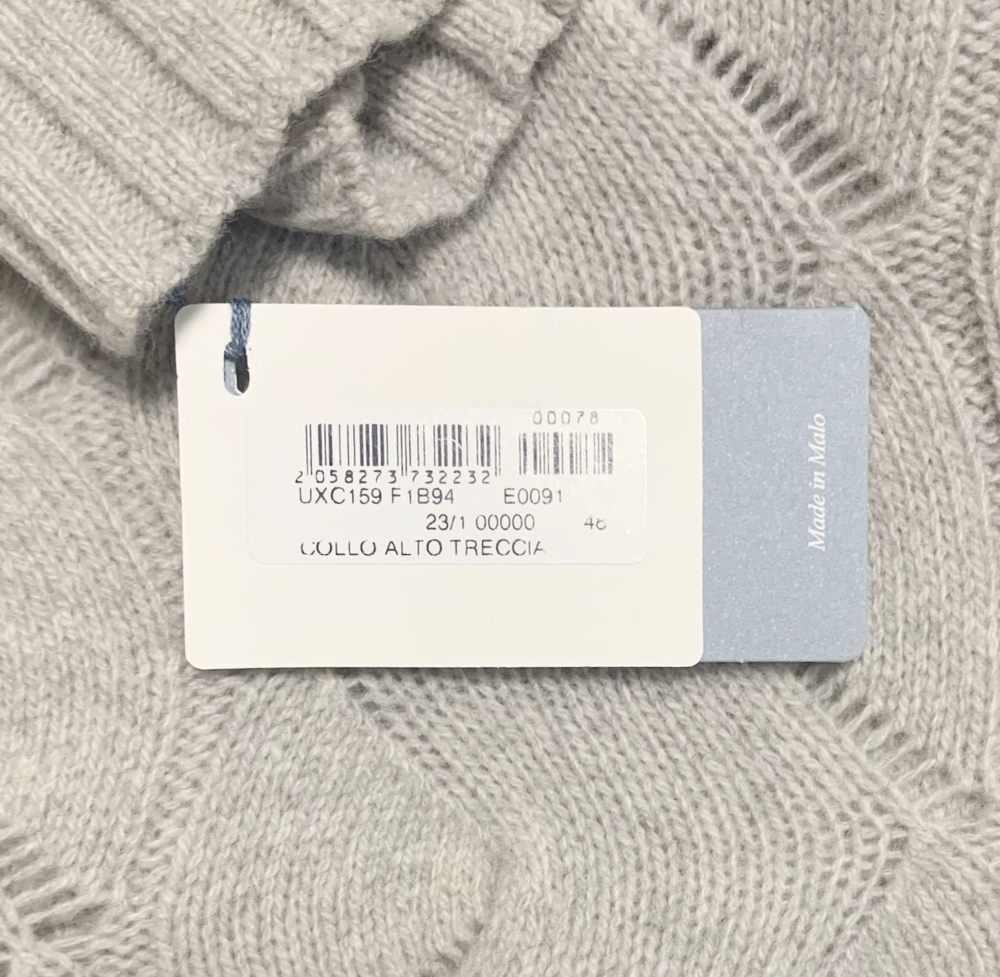 00078
2 058273 732232
UXC159 F1B94 E0091
23/1 00000 48
COLLO ALTO TRECCIA
Made in Malo